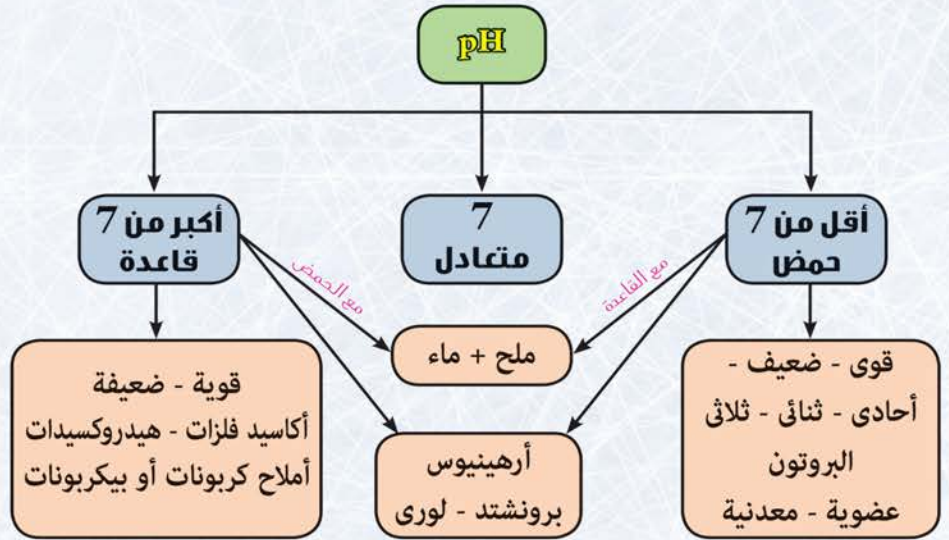 pH
أقل من 7
حمض
7
متعادل
أكبر من 7
قاعدة
مع القاعدة
مع الحمض
ملح + ماء
قوى - ضعيف -
أحادى - ثنائى - ثلاثى
البروتون
عضوية - معدنية
أرهينيوس
برونشتد - لورى
قوية - ضعيفة
أكاسيد فلزات - هيدروكسيدات
أملاح كربونات أو بيكربونات